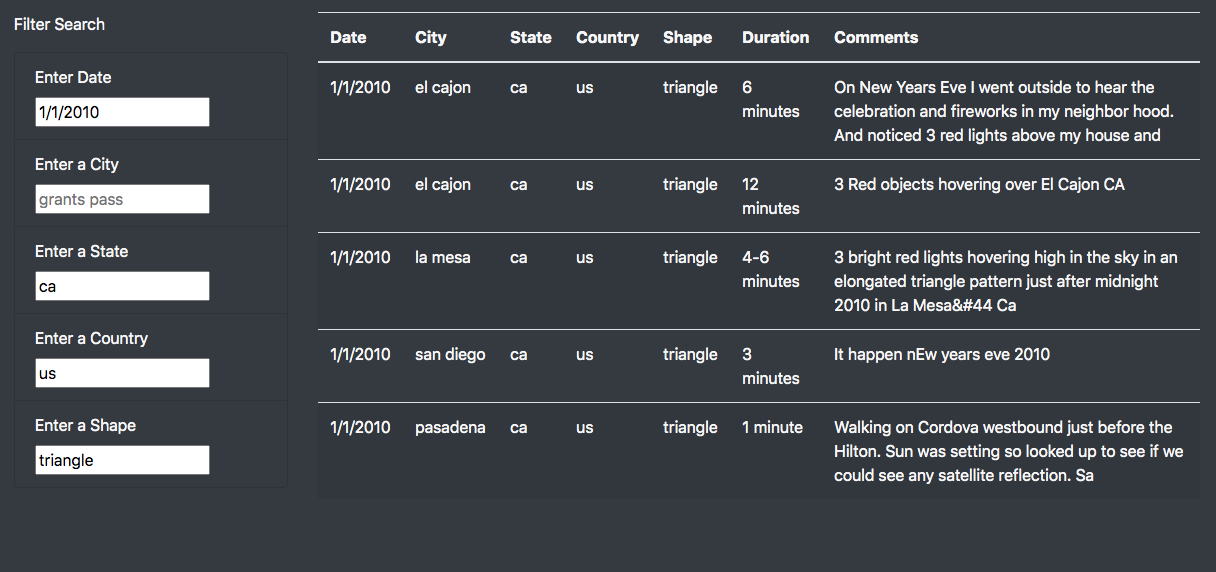 Filter Search
Enter Date
1/1/2010
Enter a City
grants pass
Enter a State
ca
Enter a Country
us
Enter a Shape
triangle
Date City State Country Shape Duration Comments
1/1/2010 el cajon ca us triangle 6 On New Years Eve I went outside to hear the
minutes celebration and fireworks in my neighbor hood.
And noticed 3 red lights above my house and
1/1/2010 el cajon ca us triangle 12 3 Red objects hovering over El Cajon CA
minutes
1/1/2010 la mesa ca us triangle 4-6 3 bright red lights hovering high in the sky in an
minutes elongated triangle pattern just after midnight
2010 in La Mesa&#44 Ca
1/1/2010 san diego ca us triangle 3 It happen nEw years eve 2010
minutes
1/1/2010 pasadena ca us triangle 1 minute Walking on Cordova westbound just before the
Hilton. Sun was setting so looked up to see if we
could see any satellite reflection. Sa